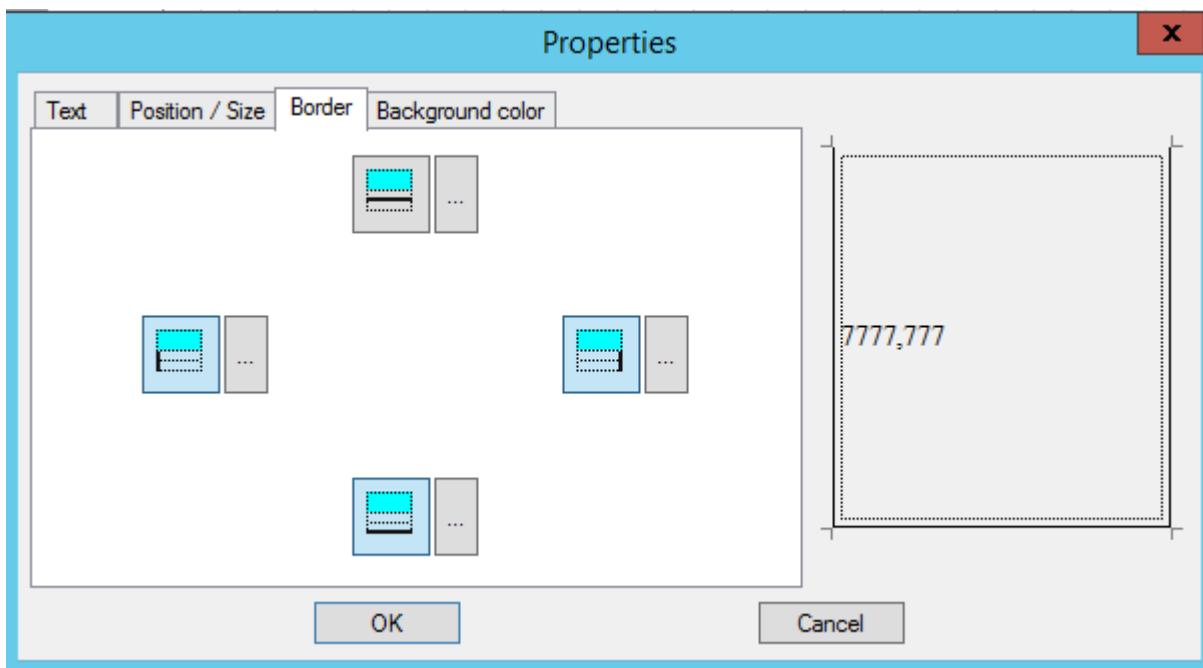 Properties
x
Text
Position / Size
Border
Background color
...
...
...
7777,777
...
OK
Cancel